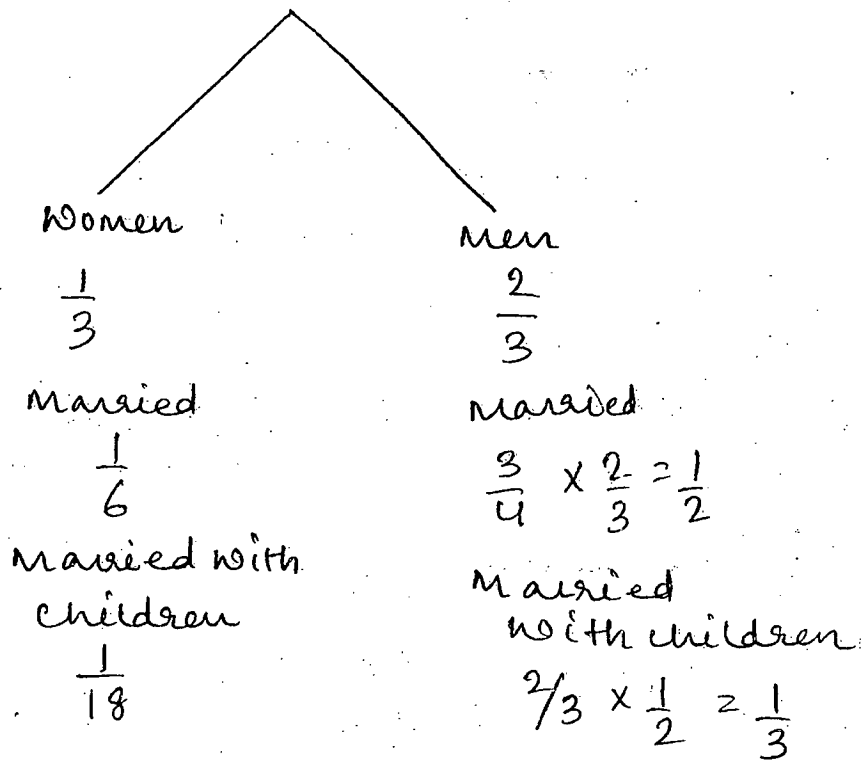 Women
1/3
Married
1/6
Married with
children
1/18
Men
2/3
Married
3/4 x 2/3 = 1/2
Married
with children
2/3 x 1/2 = 1/3